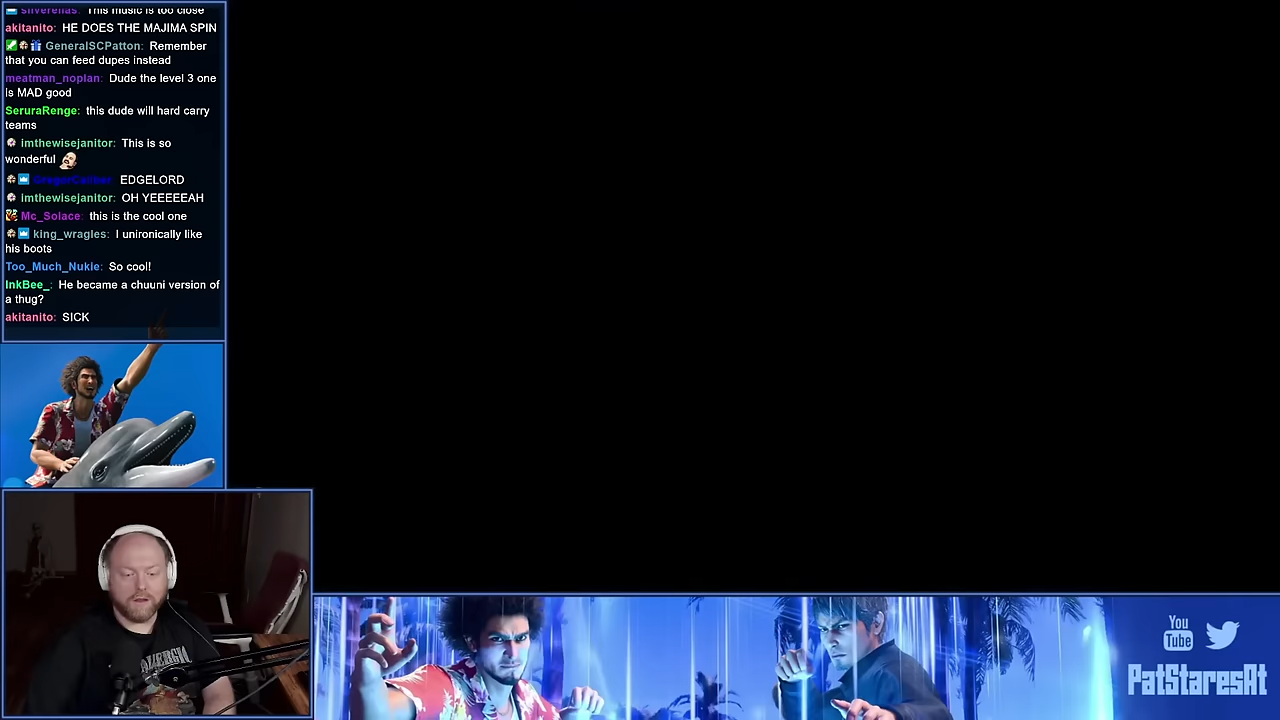 silverellas: This music is too close
akitanito: HE DOES THE MAJIMA SPIN
GeneralSCPatton: Remember
that you can feed dupes instead
meatman_noplan: Dude the level 3 one
is MAD good
SeruraRenge: this dude will hard carry
teams
imthewisejanitor: This is so
wonderful
GregorCaliber: EDGELORD
imthewisejanitor: OH YEEEEEAH
Mc_Solace: this is the cool one
king_wragles: I unironically like
his boots
Too_Much_Nukie: So cool!
InkBee_: He became a chuuni version of
a thug?
akitanito: SICK
You
Tube
PatStaresAt